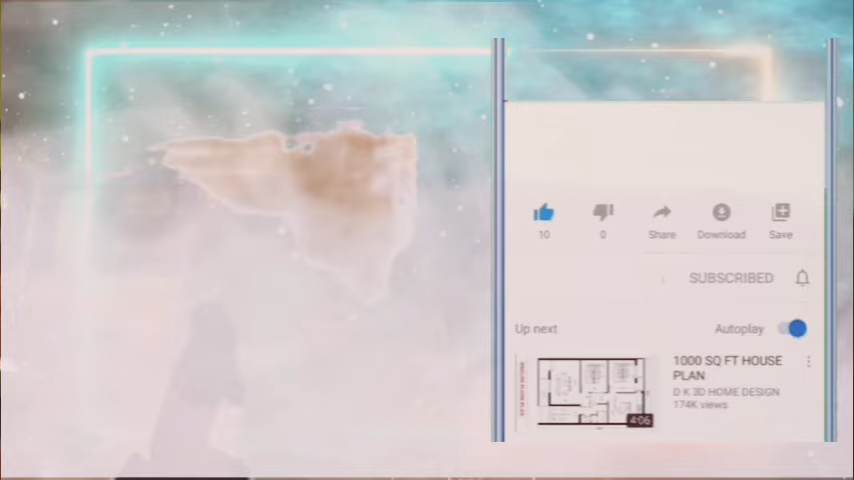 10
0
Share
Download
Save
SUBSCRIBED
Up next
Autoplay
1000 SQ FT HOUSE
PLAN
D K 3D HOME DESIGN
174K views
4:06